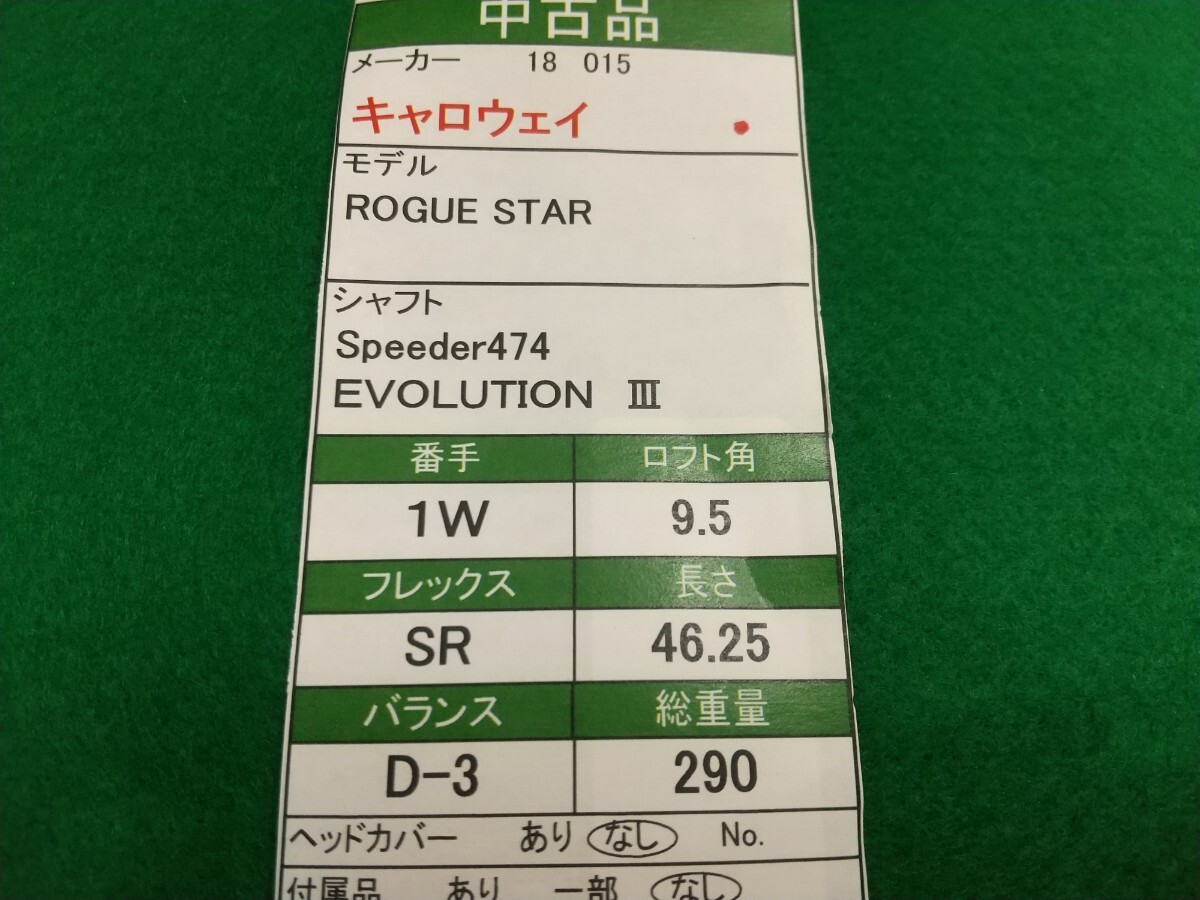 中古品
メーカー 18 015
キャロウェイ
モデル
ROGUE STAR
シャフト
Speeder474
EVOLUTION Ⅲ
番手 ロフト角
1W 9.5
フレックス 長さ
SR 46.25
バランス 総重量
D-3 290
ヘッドカバー あり なし No.
付属品 あり 一部 なし